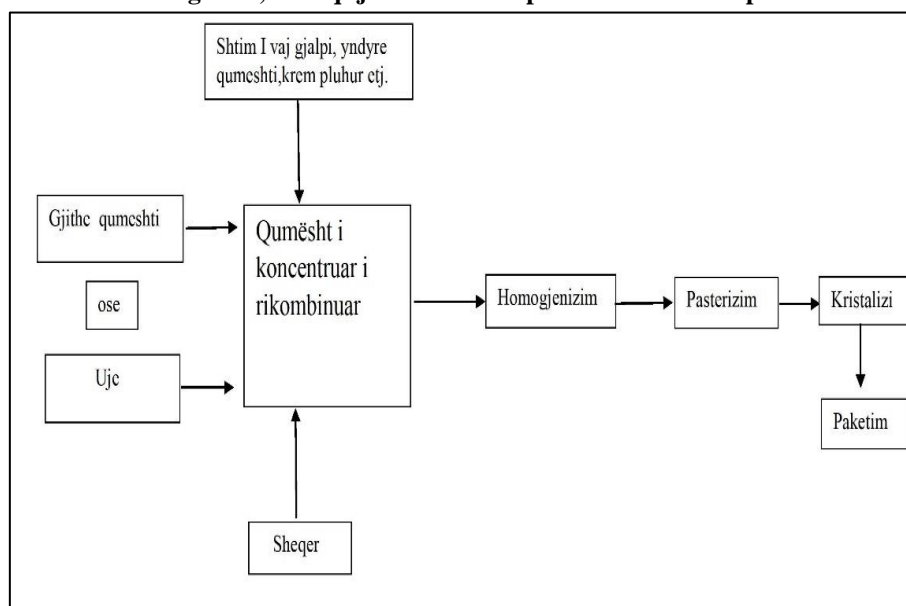 Shtim I vaj gjalpi, yndyre
qumeshti,krem pluhur etj.
Gjithe qumeshti
ose
Uje
Qumësht i
koncentruar i
rikombinuar
Sheqer
Homogjenizim
Pasterizim
Kristalizi
Paketim